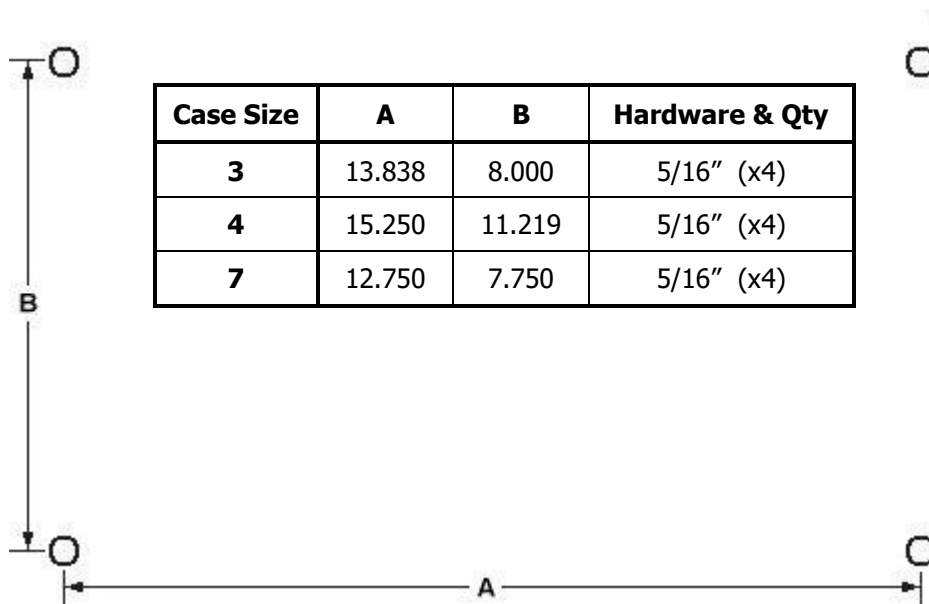 Case Size A B Hardware & Qty
3 13.838 8.000 5/16” (x4)
4 15.250 11.219 5/16” (x4)
7 12.750 7.750 5/16” (x4)
B
A